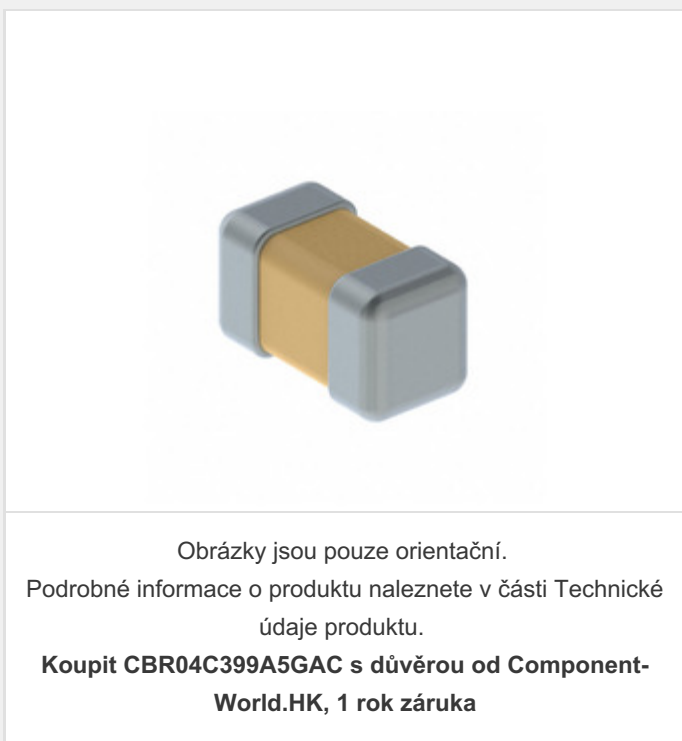 Obrázky jsou pouze orientační.
Podrobné informace o produktu naleznete v části Technické
údaje produktu.
Koupit CBR04C399A5GAC s důvěrou od Component-
World.HK, 1 rok záruka